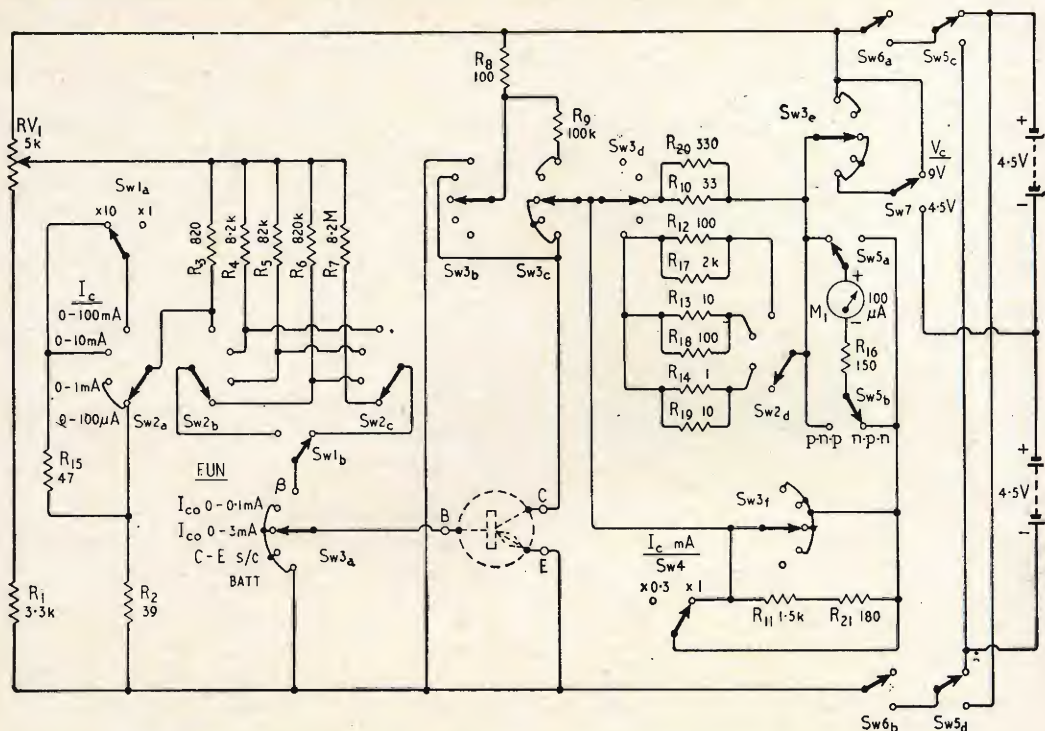 Sw6a
Sw5c
R8
100
RV1
5k
R9
100k
Sw3d
Sw3e
+
4.5V
-
Vc
9V
Sw7
4.5V
Sw1a
x10 x1
R20 330
R10 33
R12 100
R17 2k
R13 10
R18 100
R14 1
R19 10
R3 820
R4 8.2k
R5 82k
R6 820k
R7 8.2M
Sw3b
Sw3c
Sw5a
+
M1
100
μA
-
R16
150
Sw5b
p-n-p n-p-n
Ic
0-100mA
0-10mA
0-1mA
0-100μA
Sw2a
Sw2b
Sw2c
Sw2d
R15
47
Sw1b
FUN
β
Ico 0-0.1mA
Ico 0-3mA
C-E s/c
BATT
Sw3a
B
C
E
Sw3f
Ic mA
Sw4
x0.3 x1
R11 1.5k
R21 180
+
4.5V
-
R1
3.3k
R2
39
Sw6b
Sw5d